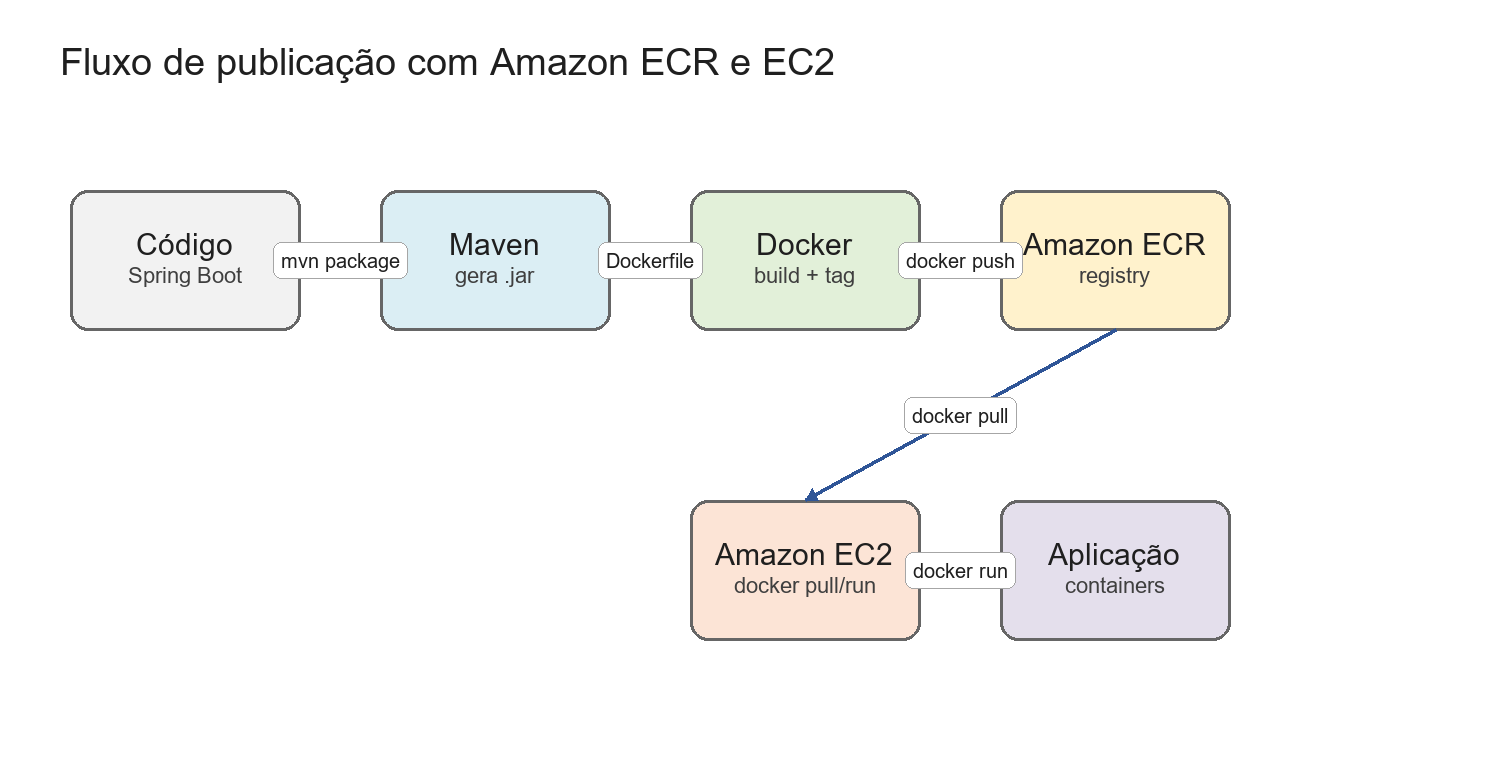 Fluxo de publicação com Amazon ECR e EC2
Código
Spring Boot
mvn package
Maven
gera .jar
Dockerfile
Docker
build + tag
docker push
Amazon ECR
registry
docker pull
Amazon EC2
docker pull/run
docker run
Aplicação
containers